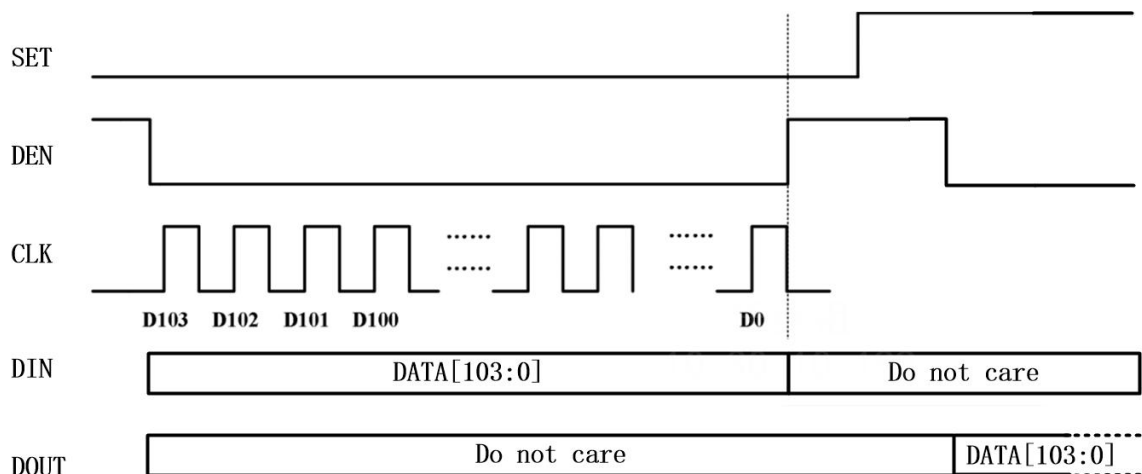 SET
DEN
CLK
...... ......
...... ......
D103 D102 D101 D100 D0
DIN DATA[103:0] Do not care
DOUT Do not care DATA[103:0]